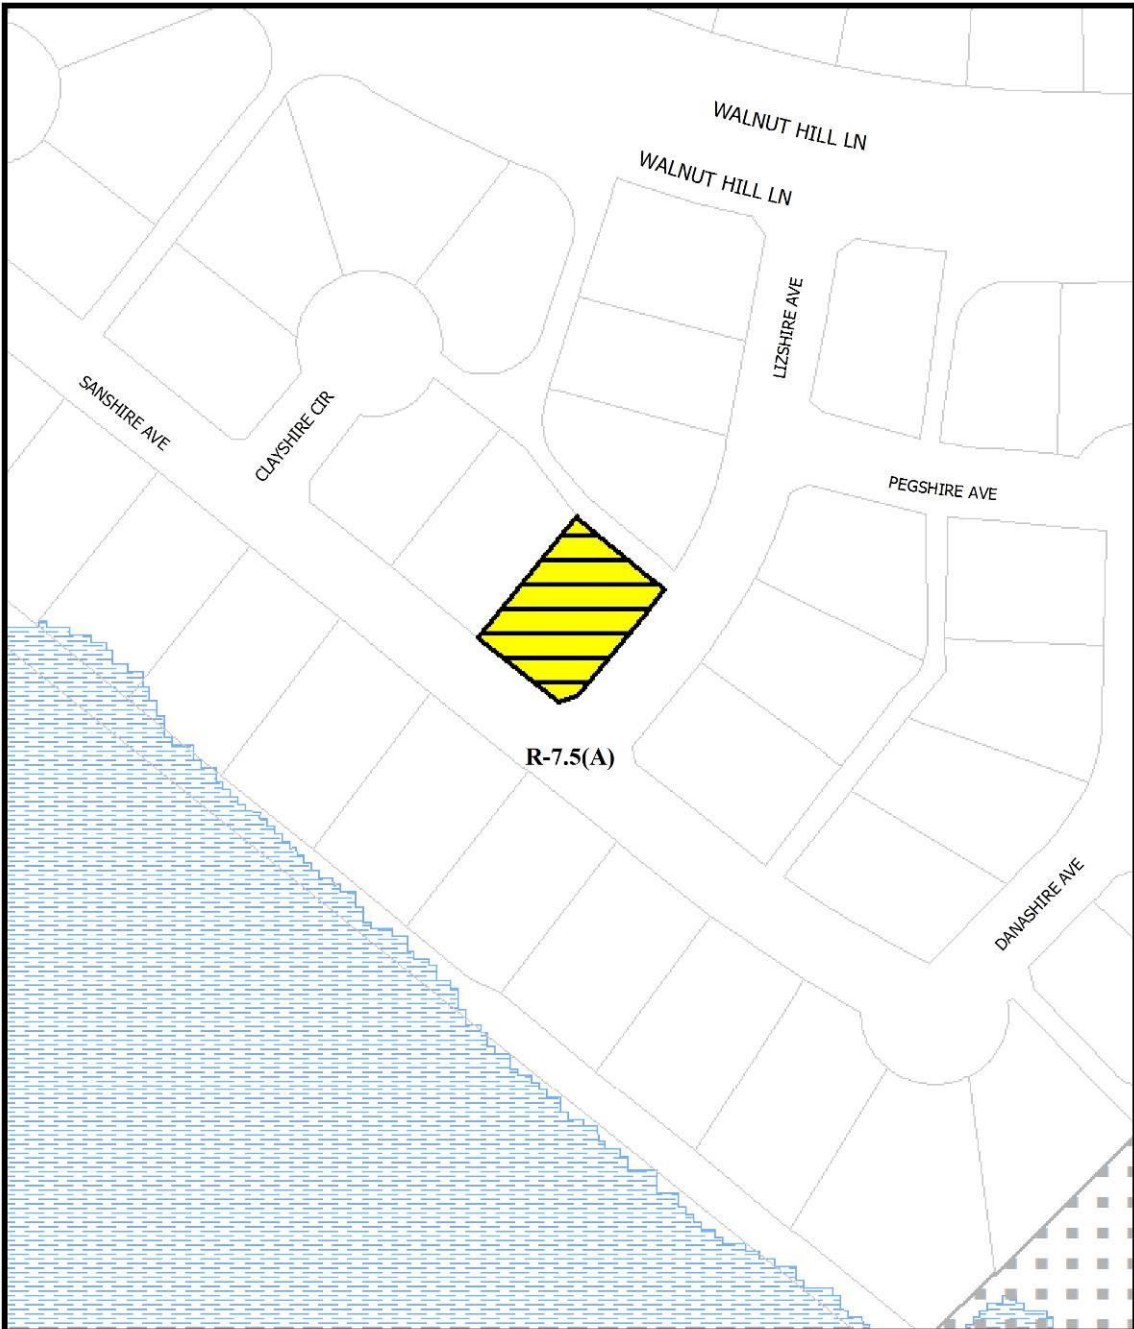 WALNUT HILL LN
WALNUT HILL LN
LIZSHIRE AVE
SANSHIRE AVE
CLAYSHIRE CIR
PEGSHIRE AVE
R-7.5(A)
DANASHIRE AVE